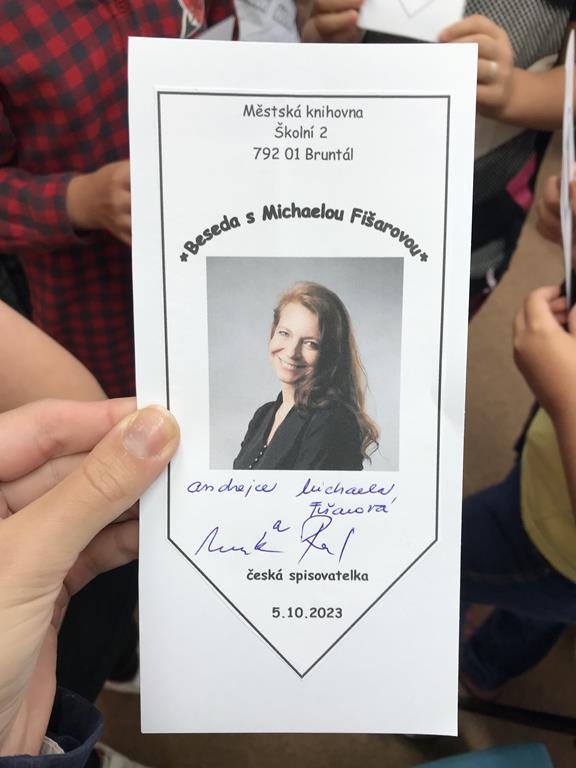 Městská knihovna
Školní 2
792 01 Bruntál
*Beseda s Michaelou Fišarovou*
Andrejce Michaela
Fišarová
a
česká spisovatelka
5.10.2023